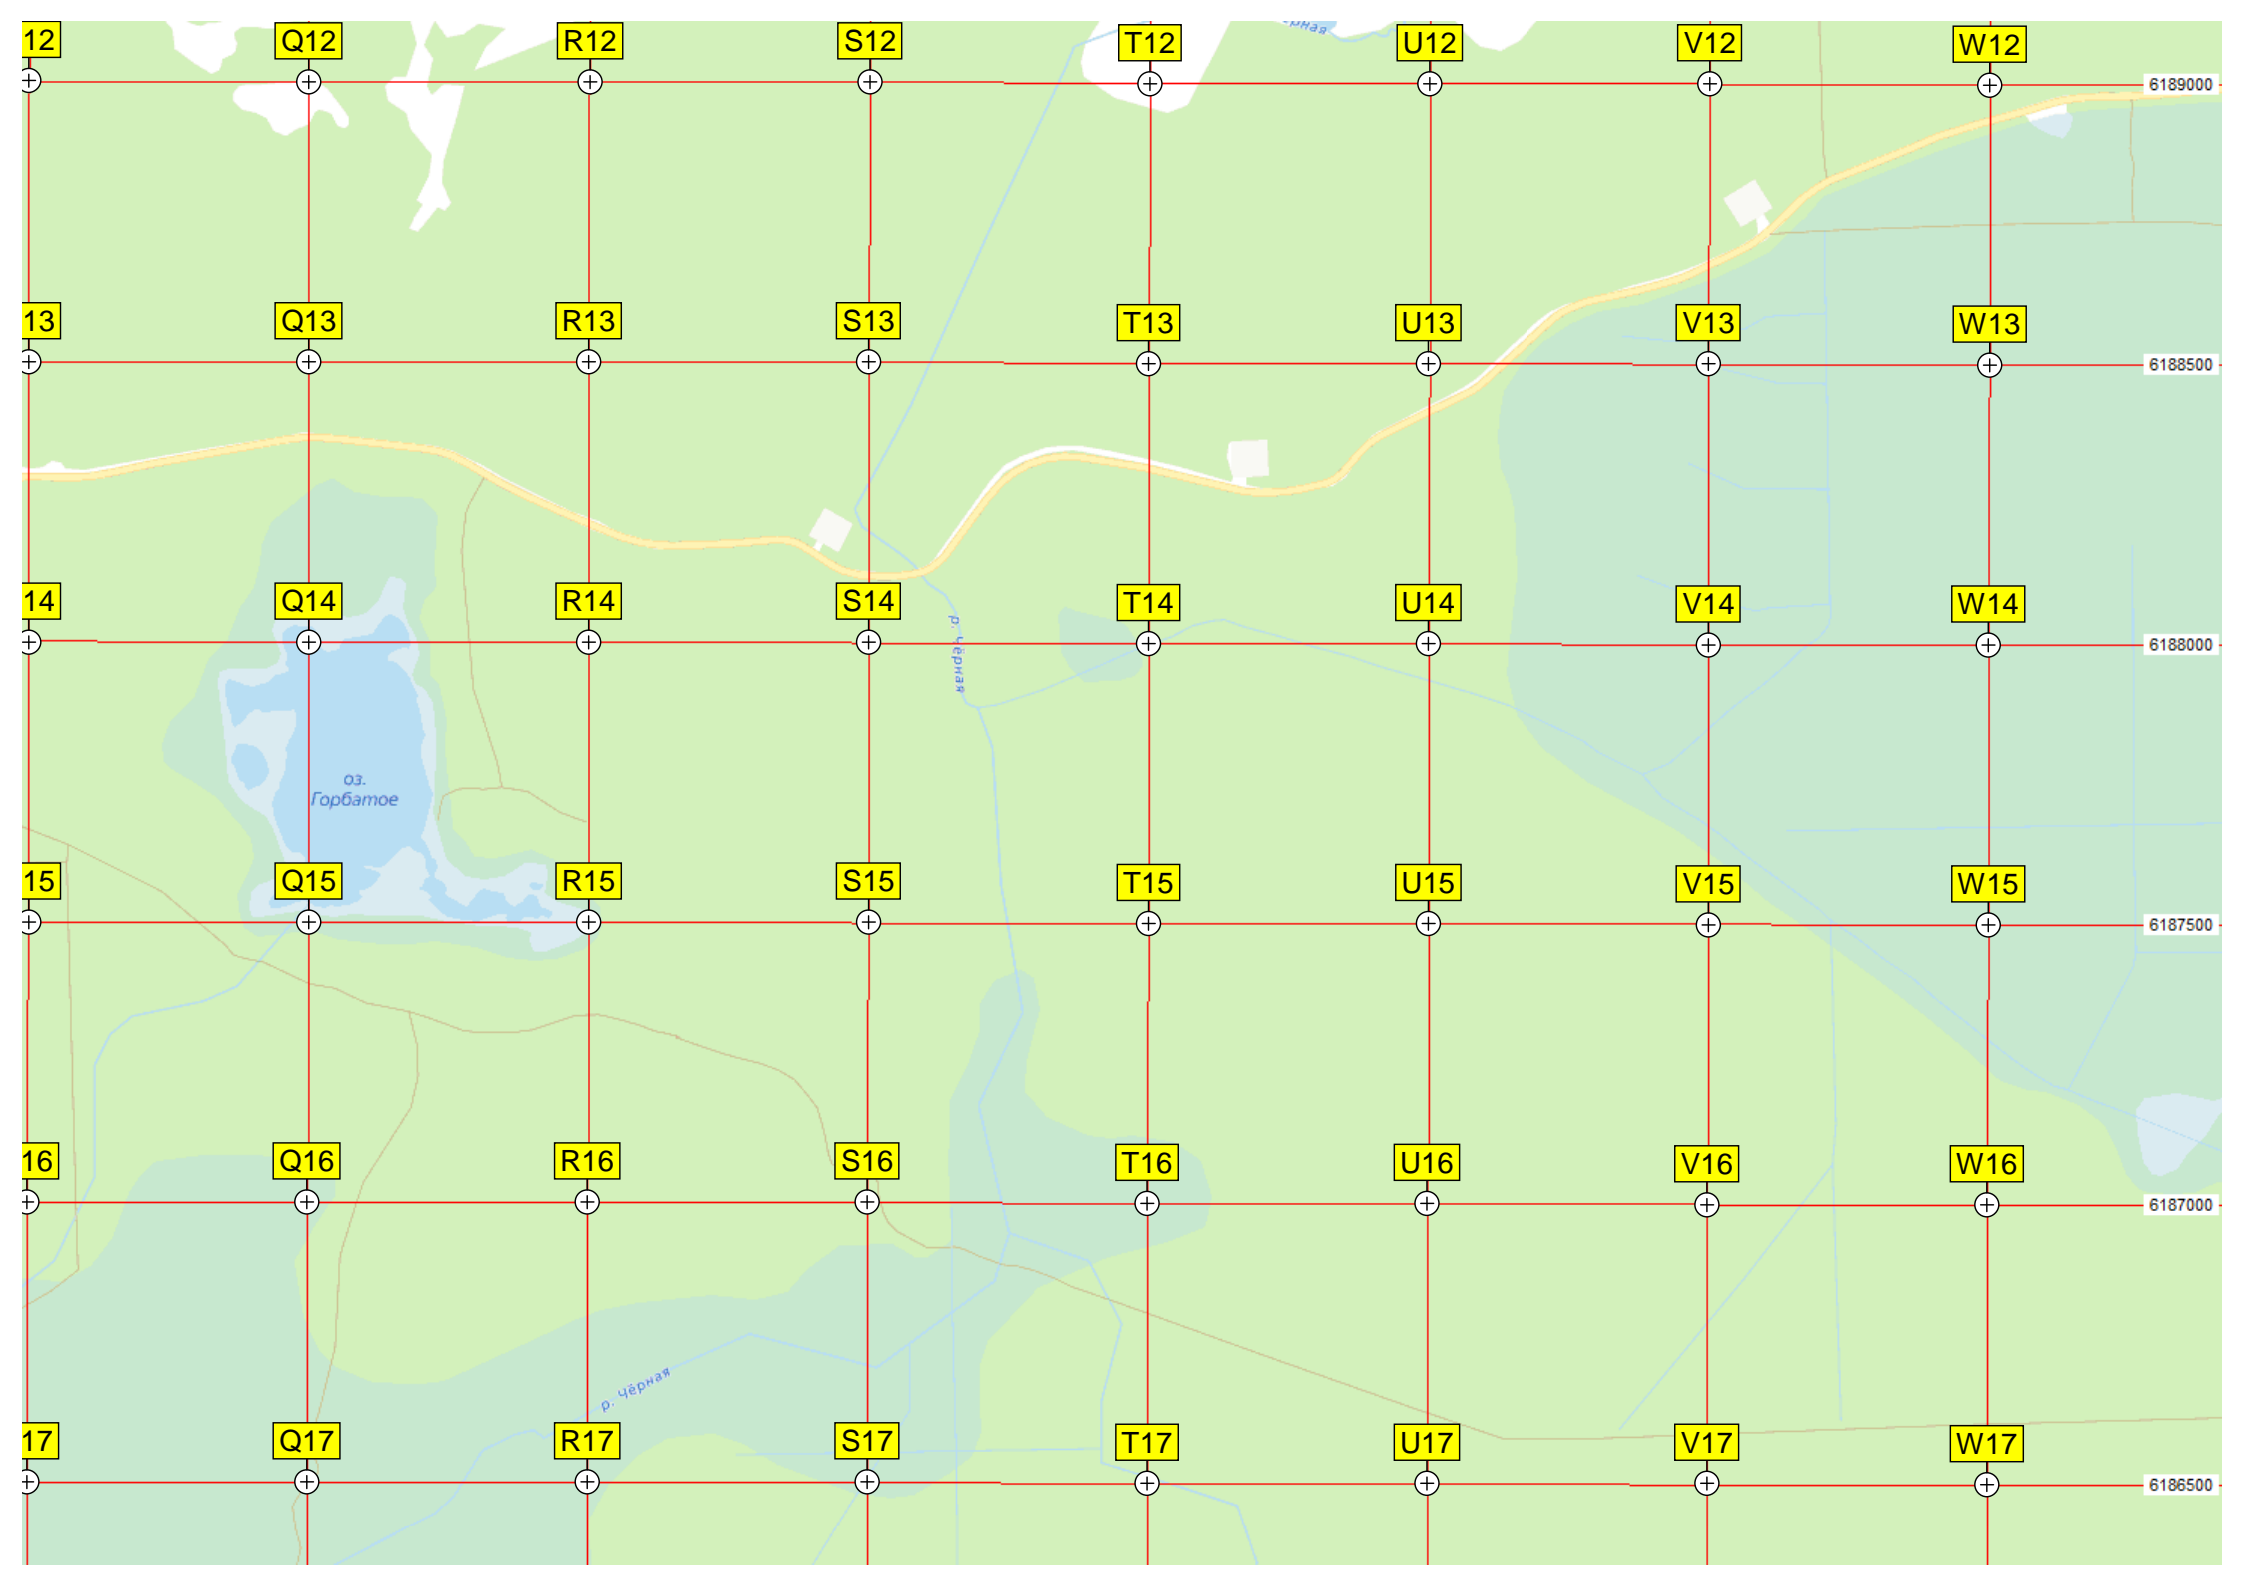 12 Q12 R12 S12 T12 U12 V12 W12
6189000
13 Q13 R13 S13 T13 U13 V13 W13
6188500
14 Q14 R14 S14 T14 U14 V14 W14
р. Чёрная
6188000
оз.
Горбатое
15 Q15 R15 S15 T15 U15 V15 W15
6187500
16 Q16 R16 S16 T16 U16 V16 W16
6187000
р. Чёрная
17 Q17 R17 S17 T17 U17 V17 W17
6186500